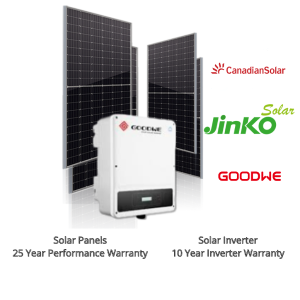 CanadianSolar
Solar
JinKO
GOODWE
GOODWE
Solar Panels
25 Year Performance Warranty
Solar Inverter
10 Year Inverter Warranty